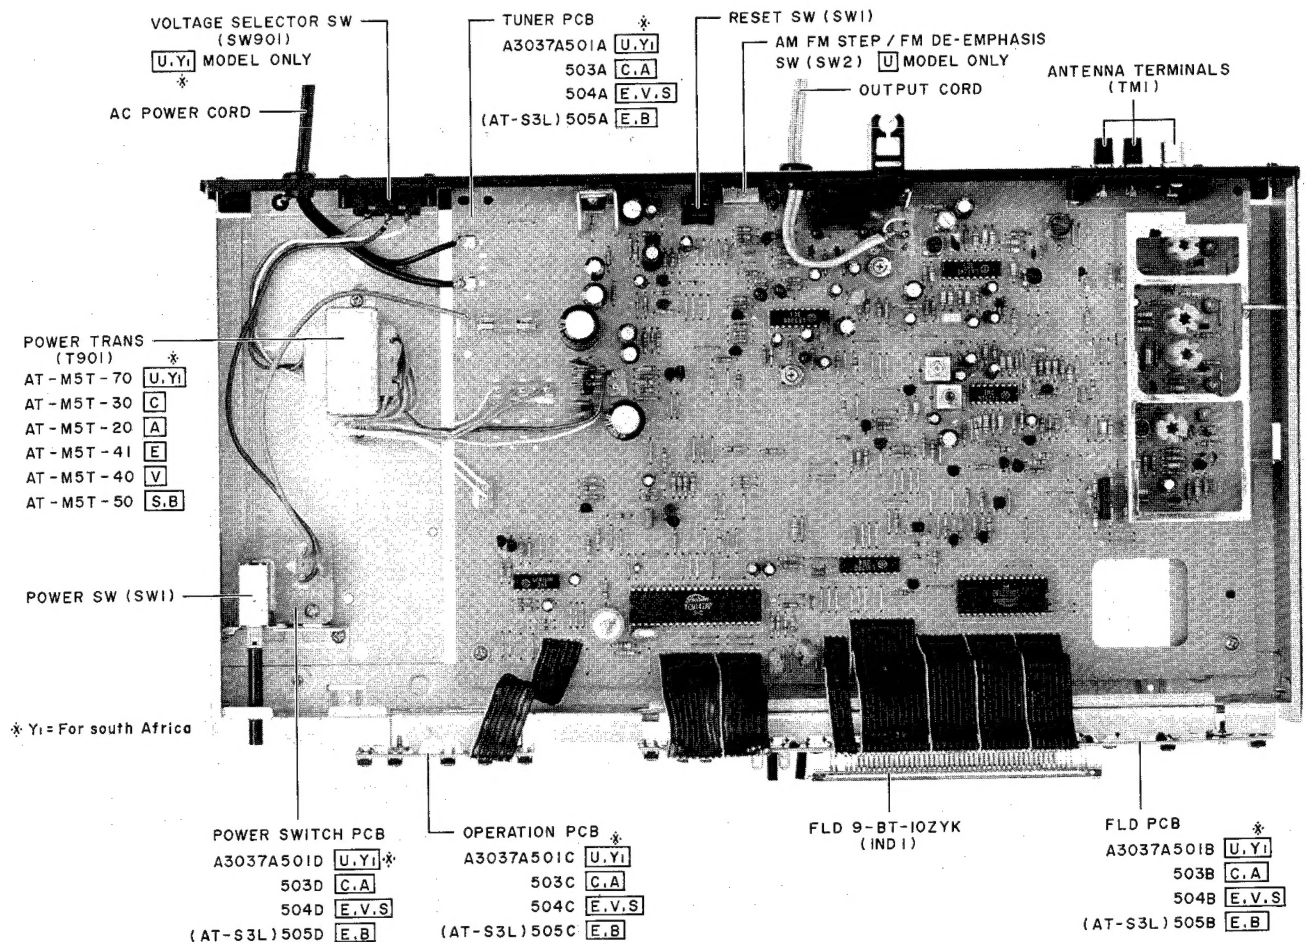 VOLTAGE SELECTOR SW
(SW901)
U.Y1 MODEL ONLY
※
AC POWER CORD
TUNER PCB ※
A3037A501A U.Y1
503A C.A
504A E.V.S
(AT-S3L) 505A E.B
RESET SW (SW1)
AM FM STEP / FM DE-EMPHASIS
SW (SW2) U MODEL ONLY
OUTPUT CORD
ANTENNA TERMINALS
(TM1)
POWER TRANS
(T901) ※
AT-M5T-70 U.Y1
AT-M5T-30 C
AT-M5T-20 A
AT-M5T-41 E
AT-M5T-40 V
AT-M5T-50 S.B
POWER SW (SW1)
※ Y1=For south Africa
POWER SWITCH PCB
A3037A501D U.Y1※
503D C.A
504D E.V.S
(AT-S3L) 505D E.B
OPERATION PCB ※
A3037A501C U.Y1
503C C.A
504C E.V.S
(AT-S3L) 505C E.B
FLD 9-BT-10ZYK
(IND1)
FLD PCB ※
A3037A501B U.Y1
503B C.A
504B E.V.S
(AT-S3L) 505B E.B